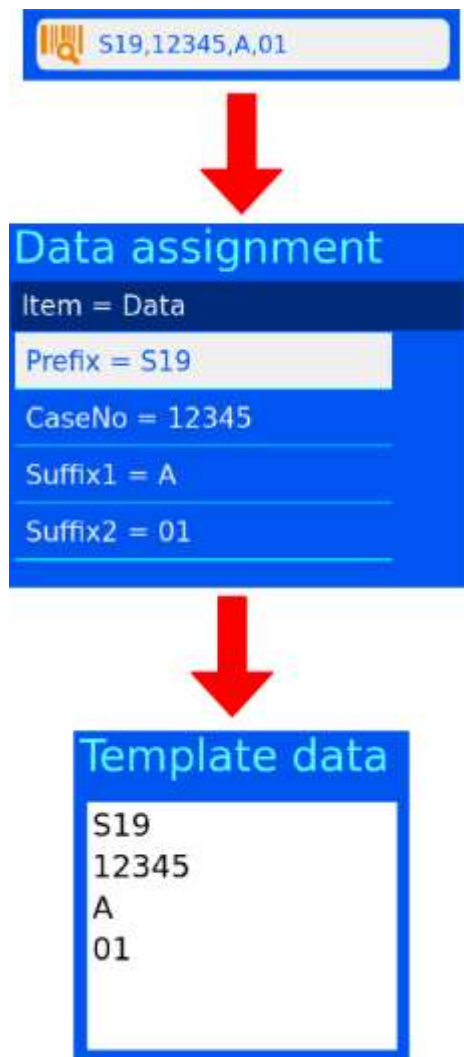 S19,12345,A,01
Data assignment
Item = Data
Prefix = S19
CaseNo = 12345
Suffix1 = A
Suffix2 = 01
Template data
S19
12345
A
01